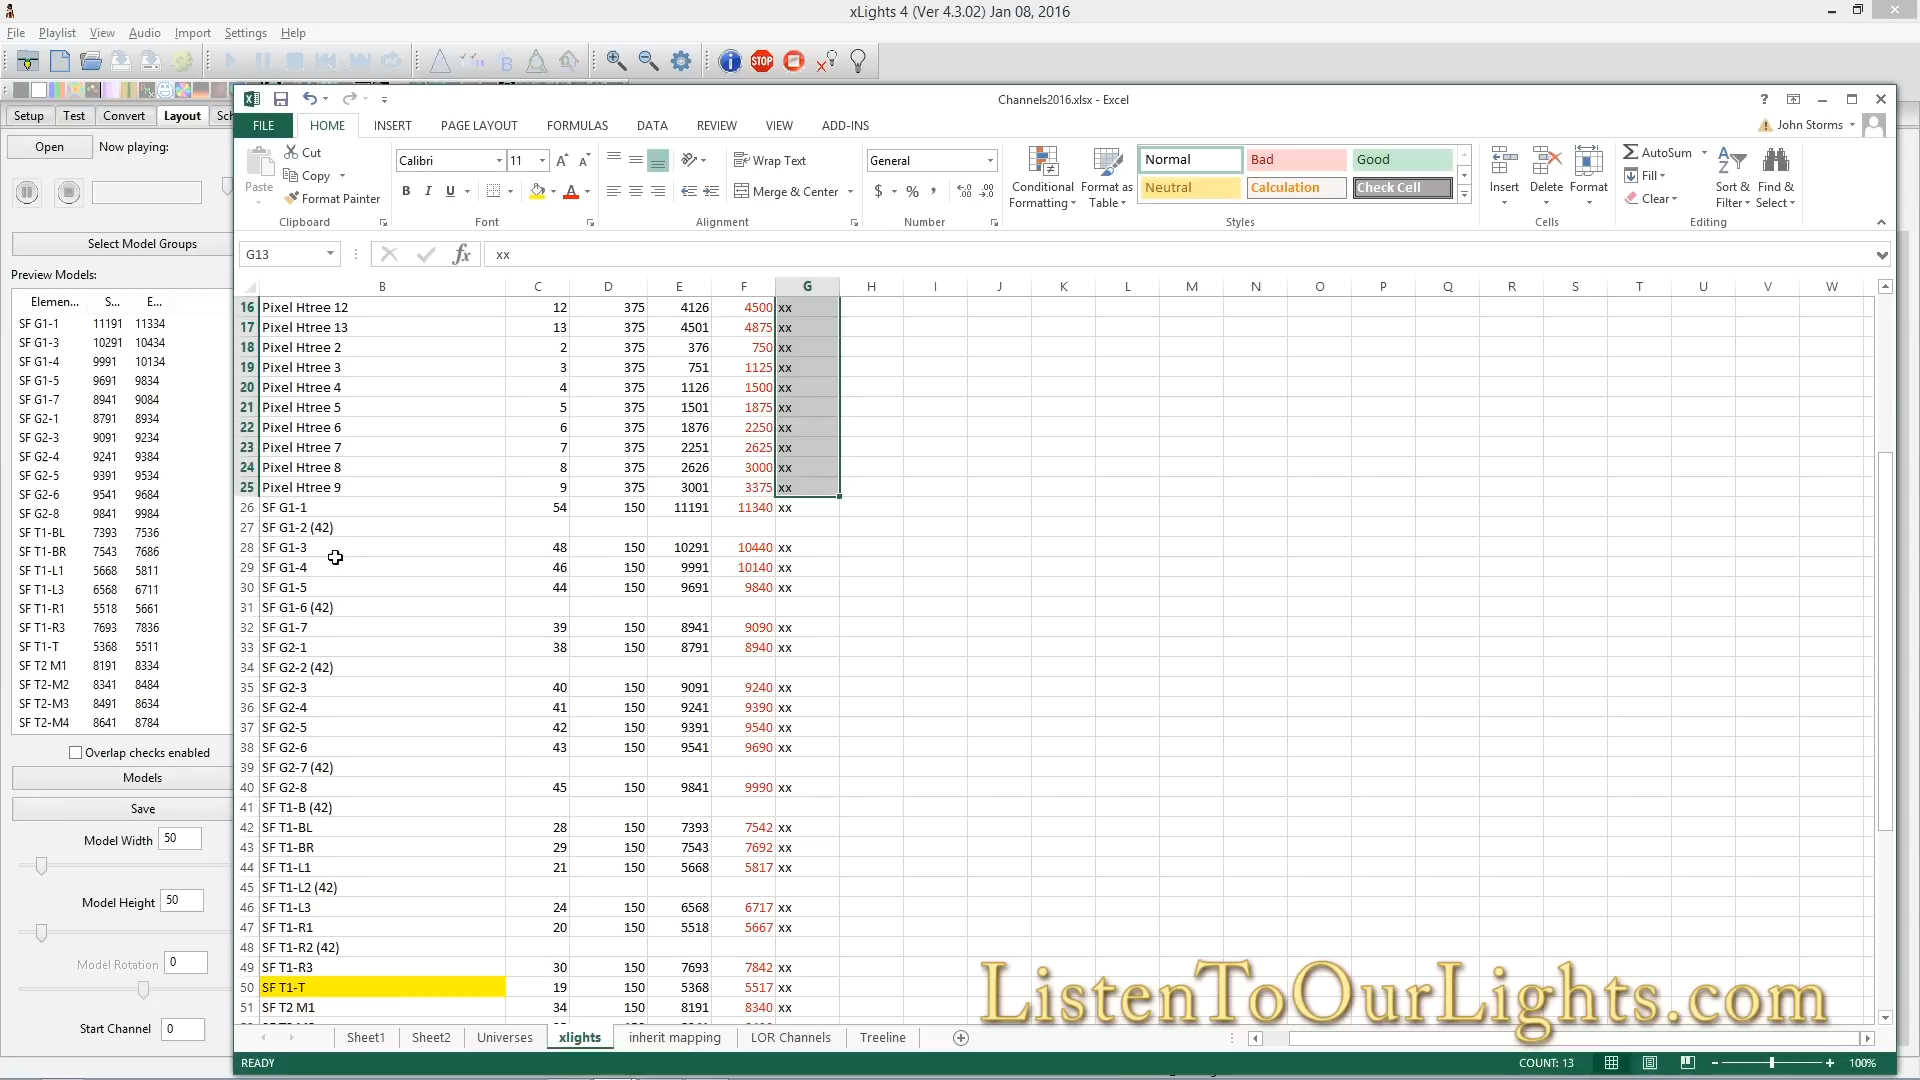 xLights 4 (Ver 4.3.02) Jan 08, 2016
File Playlist View Audio Import Settings Help
Setup Test Convert Layout
Open Now playing:
Select Model Groups
Preview Models:
Elemen... S... E...
SF G1-1 11191 11334
SF G1-3 10291 10434
SF G1-4 9991 10134
SF G1-5 9691 9834
SF G1-7 8941 9084
SF G2-1 8791 8934
SF G2-3 9091 9234
SF G2-4 9241 9384
SF G2-5 9391 9534
SF G2-6 9541 9684
SF G2-8 9841 9984
SF T1-BL 7393 7536
SF T1-BR 7543 7686
SF T1-L1 5668 5811
SF T1-L3 6568 6711
SF T1-R1 5518 5661
SF T1-R3 7693 7836
SF T1-T 5368 5511
SF T2 M1 8191 8334
SF T2-M2 8341 8484
SF T2-M3 8491 8634
SF T2-M4 8641 8784
Overlap checks enabled
Models
Save
Model Width 50
Model Height 50
Model Rotation 0
Start Channel 0
Channels2016.xlsx - Excel
FILE HOME INSERT PAGE LAYOUT FORMULAS DATA REVIEW VIEW ADD-INS John Storms
Paste Cut Copy Format Painter
Clipboard
Calibri 11
B I U
Font
Wrap Text
Merge & Center
Alignment
General
$ % ,
Number
Conditional Formatting Format as Table
Normal Bad Good
Neutral Calculation Check Cell
Styles
Insert Delete Format
Cells
AutoSum Fill Clear
Sort & Filter Find & Select
Editing
G13 fx xx
B C D E F G H I J K L M N O P Q R S T U V W
16 Pixel Htree 12 12 375 4126 4500 xx
17 Pixel Htree 13 13 375 4501 4875 xx
18 Pixel Htree 2 2 375 376 750 xx
19 Pixel Htree 3 3 375 751 1125 xx
20 Pixel Htree 4 4 375 1126 1500 xx
21 Pixel Htree 5 5 375 1501 1875 xx
22 Pixel Htree 6 6 375 1876 2250 xx
23 Pixel Htree 7 7 375 2251 2625 xx
24 Pixel Htree 8 8 375 2626 3000 xx
25 Pixel Htree 9 9 375 3001 3375 xx
26 SF G1-1 54 150 11191 11340 xx
27 SF G1-2 (42)
28 SF G1-3 48 150 10291 10440 xx
29 SF G1-4 46 150 9991 10140 xx
30 SF G1-5 44 150 9691 9840 xx
31 SF G1-6 (42)
32 SF G1-7 39 150 8941 9090 xx
33 SF G2-1 38 150 8791 8940 xx
34 SF G2-2 (42)
35 SF G2-3 40 150 9091 9240 xx
36 SF G2-4 41 150 9241 9390 xx
37 SF G2-5 42 150 9391 9540 xx
38 SF G2-6 43 150 9541 9690 xx
39 SF G2-7 (42)
40 SF G2-8 45 150 9841 9990 xx
41 SF T1-B (42)
42 SF T1-BL 28 150 7393 7542 xx
43 SF T1-BR 29 150 7543 7692 xx
44 SF T1-L1 21 150 5668 5817 xx
45 SF T1-L2 (42)
46 SF T1-L3 24 150 6568 6717 xx
47 SF T1-R1 20 150 5518 5667 xx
48 SF T1-R2 (42)
49 SF T1-R3 30 150 7693 7842 xx
50 SF T1-T 19 150 5368 5517 xx
51 SF T2 M1 34 150 8191 8340 xx
ListenToOurLights.com
Sheet1 Sheet2 Universes xlights inherit mapping LOR Channels Treeline
READY COUNT: 13 100%